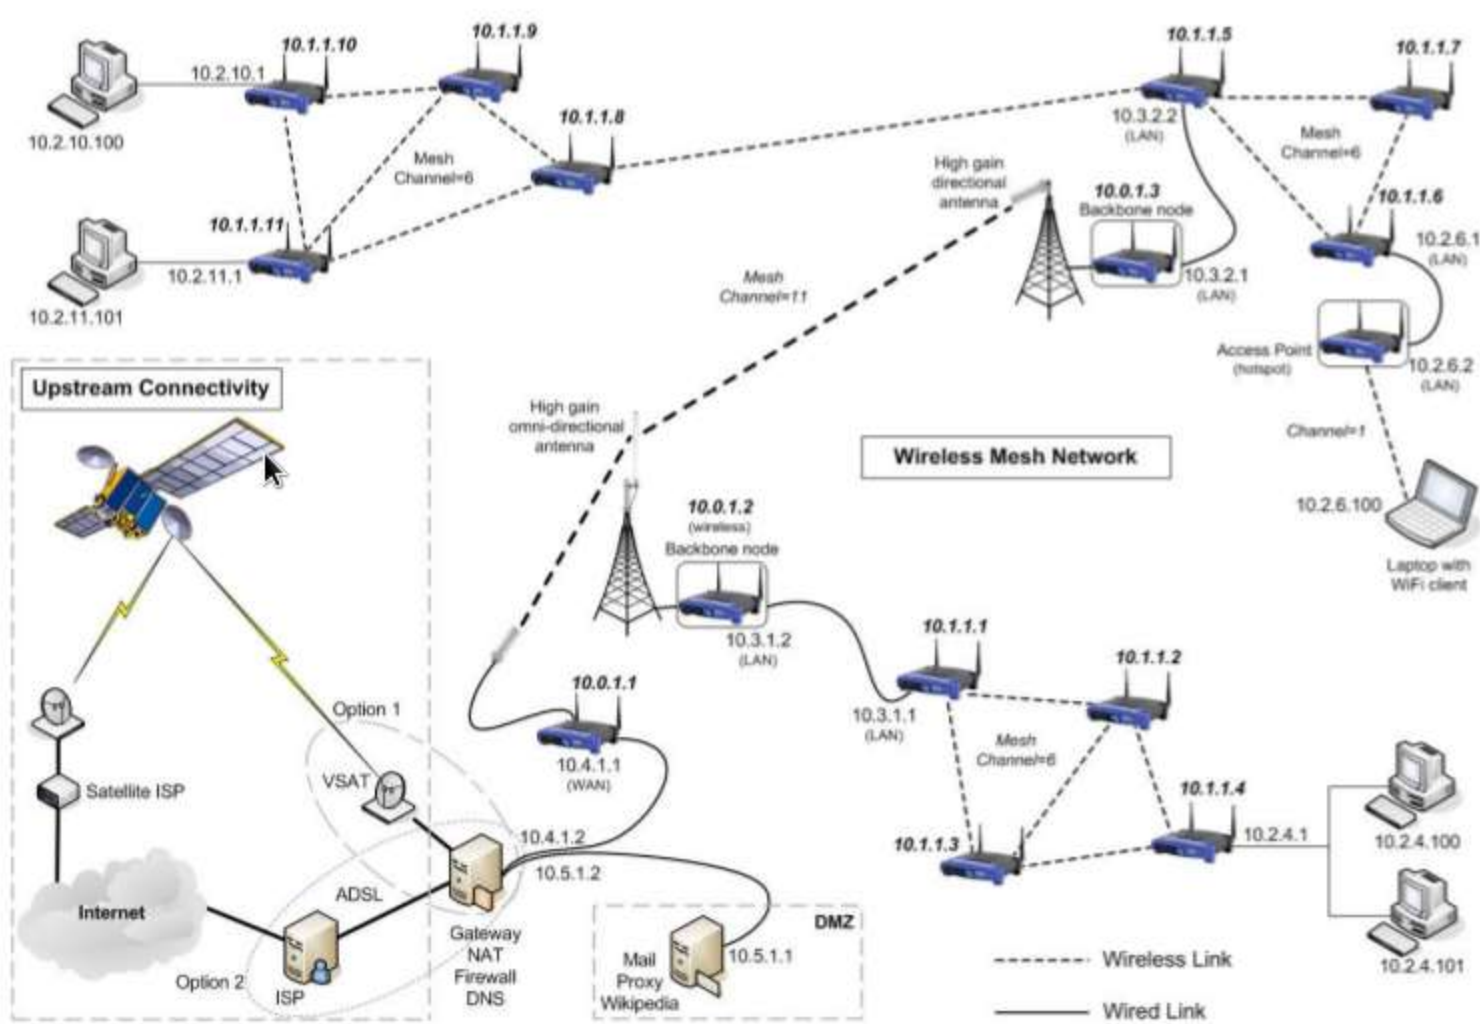 10.1.1.10
10.1.1.9
10.1.1.8
10.2.10.1
10.2.10.100
Mesh
Channel=6
10.1.1.11
10.2.11.1
10.2.11.101
10.1.1.5
10.1.1.7
10.3.2.2
(LAN)
Mesh
Channel=6
High gain
directional
antenna
10.0.1.3
Backbone node
10.1.1.6
10.2.6.1
(LAN)
10.3.2.1
(LAN)
Mesh
Channel=11
Access Point
(hotspot)
10.2.6.2
(LAN)
Channel=1
10.2.6.100
Laptop with
WiFi client
Upstream Connectivity
High gain
omni-directional
antenna
Wireless Mesh Network
10.0.1.2
(wireless)
Backbone node
10.3.1.2
(LAN)
10.1.1.1
10.1.1.2
10.3.1.1
(LAN)
Mesh
Channel=6
10.1.1.3
10.1.1.4
10.2.4.1
10.2.4.100
10.2.4.101
10.0.1.1
10.4.1.1
(WAN)
Option 1
VSAT
Satellite ISP
10.4.1.2
10.5.1.2
ADSL
Internet
Gateway
NAT
Firewall
DNS
Option 2
ISP
DMZ
Mail
Proxy
Wikipedia
10.5.1.1
Wireless Link
Wired Link